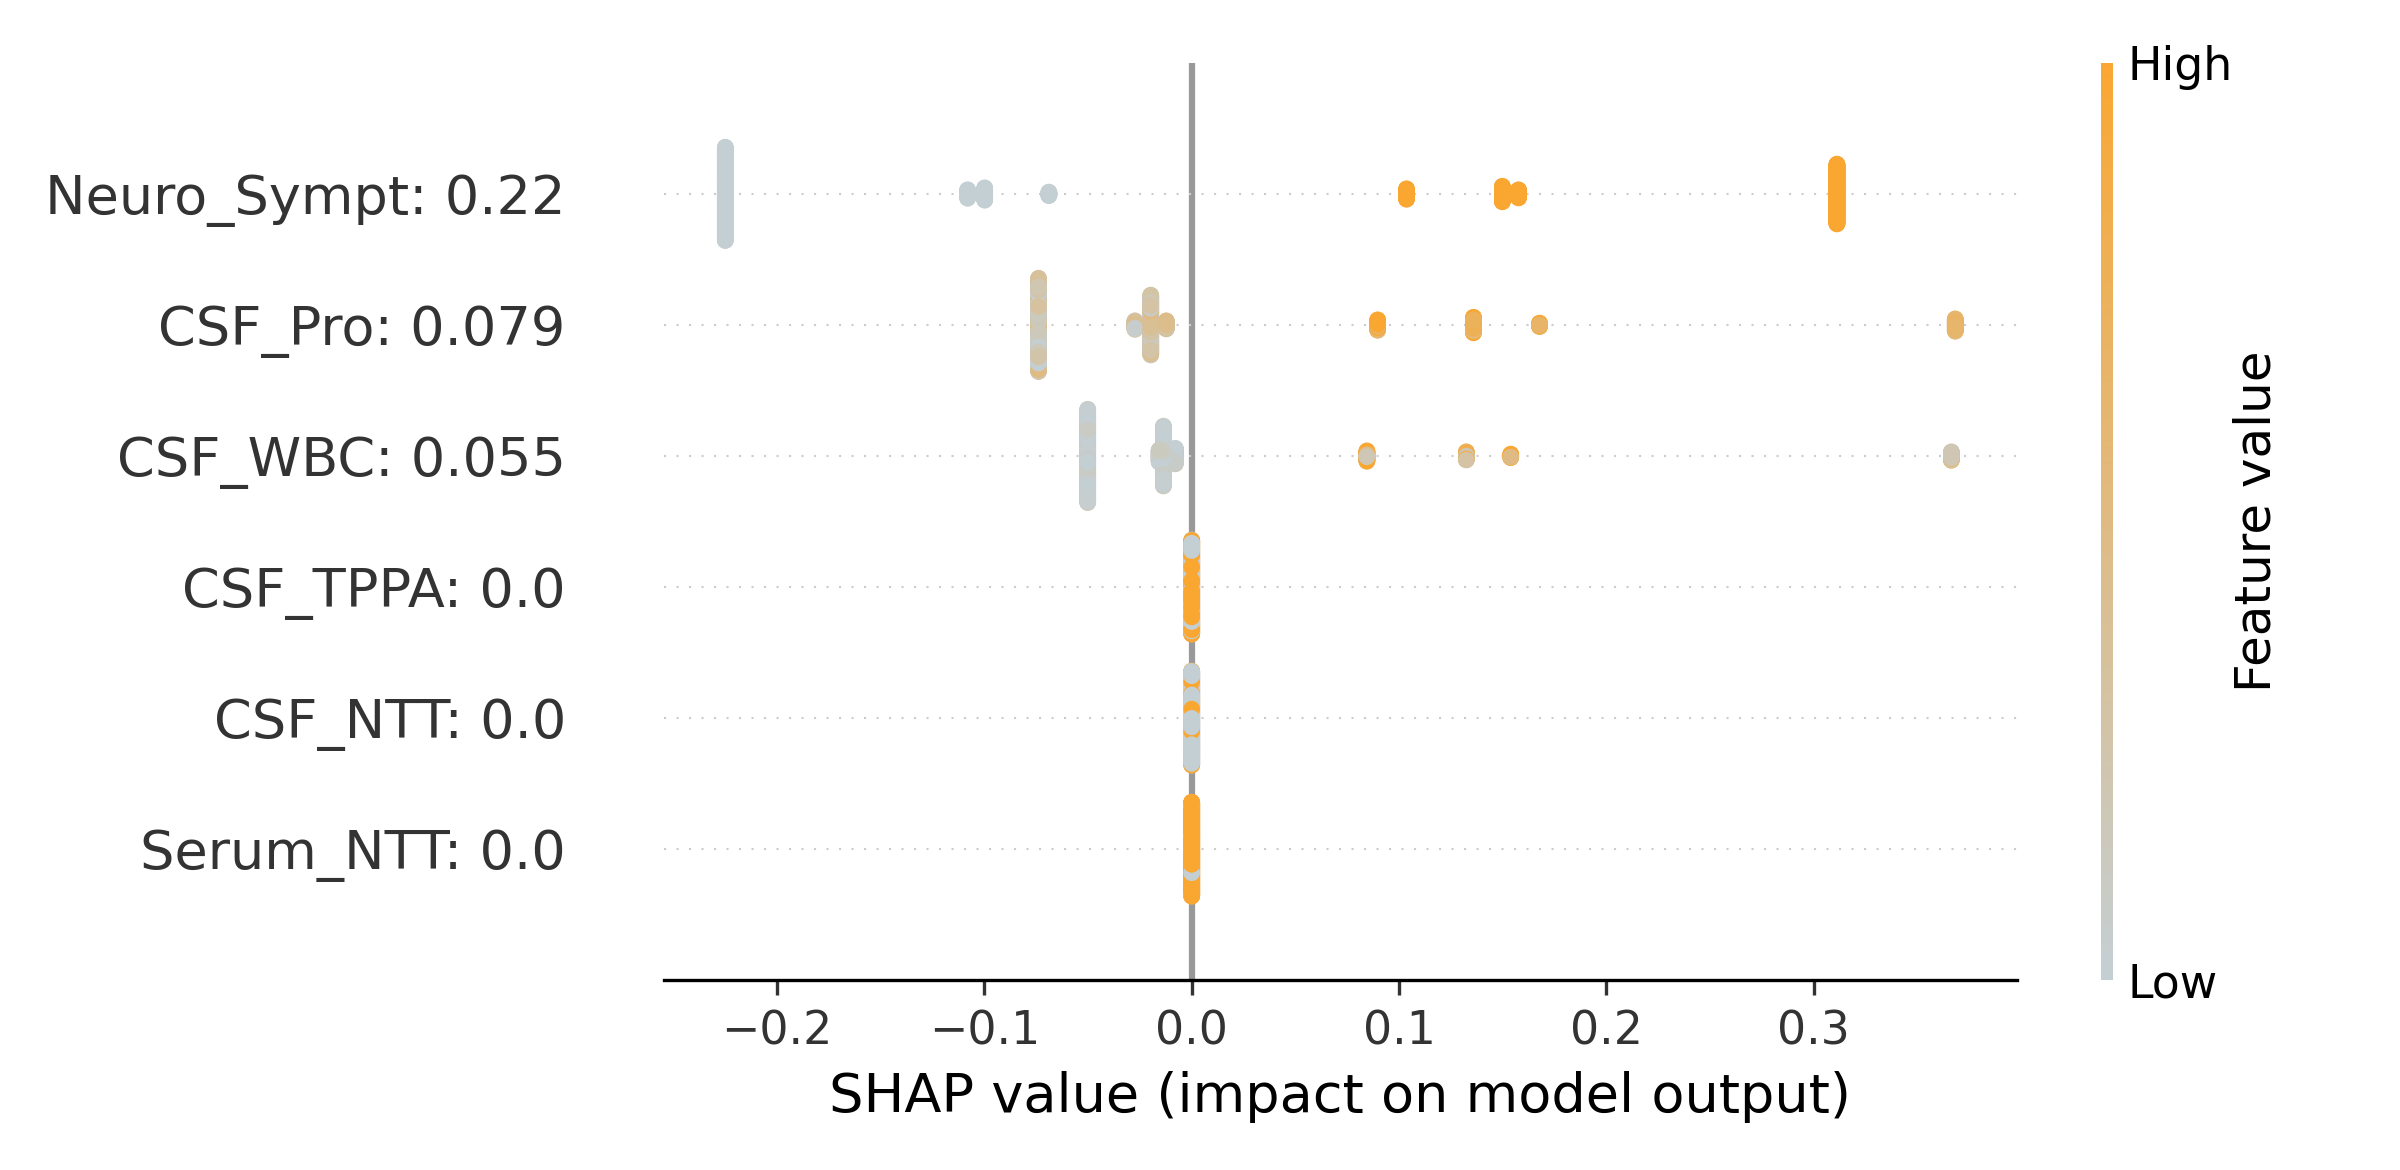 High
Neuro_Sympt: 0.22
CSF_Pro: 0.079
CSF_WBC: 0.055
CSF_TPPA: 0.0
CSF_NTT: 0.0
Serum_NTT: 0.0
Feature value
Low
−0.2
−0.1
0.0
0.1
0.2
0.3
SHAP value (impact on model output)